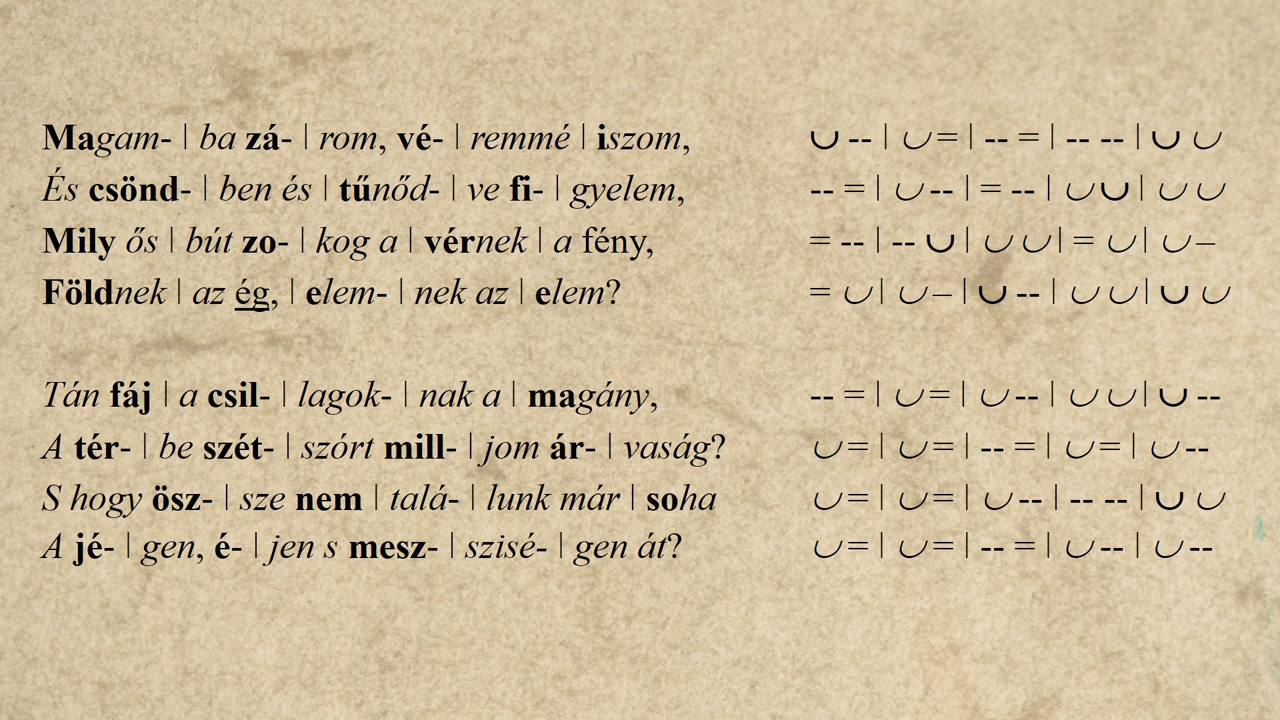 Magam- | ba zá- | rom, vé- | remmé | iszom, ∪ -- | ∪ = | -- = | -- -- | ∪ ∪
És csönd- | ben és | tűnőd- | ve fi- | gyelem, -- = | ∪ -- | = -- | ∪ ∪ | ∪ ∪
Mily ős | bút zo- | kog a | vérnek | a fény, = -- | -- ∪ | ∪ ∪ | = ∪ | ∪ –
Földnek | az ég, | elem- | nek az | elem? = ∪ | ∪ – | ∪ -- | ∪ ∪ | ∪ ∪
Tán fáj | a csil- | lagok- | nak a | magány, -- = | ∪ = | ∪ -- | ∪ ∪ | ∪ --
A tér- | be szét- | szórt mill- | jom ár- | vaság? ∪ = | ∪ = | -- = | ∪ = | ∪ --
S hogy ösz- | sze nem | talá- | lunk már | soha ∪ = | ∪ = | ∪ -- | -- -- | ∪ ∪
A jé- | gen, é- | jen s mesz- | szisé- | gen át? ∪ = | ∪ = | -- = | ∪ -- | ∪ --